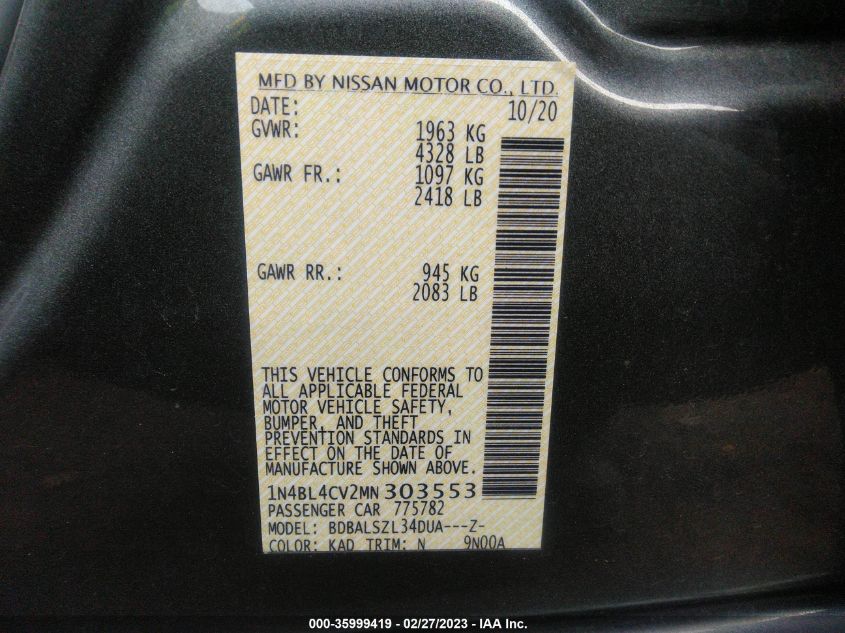 MFD BY NISSAN MOTOR CO., LTD.
DATE: 10/20
GVWR: 1963 KG
4328 LB
GAWR FR.: 1097 KG
2418 LB
GAWR RR.: 945 KG
2083 LB
THIS VEHICLE CONFORMS TO
ALL APPLICABLE FEDERAL
MOTOR VEHICLE SAFETY,
BUMPER, AND THEFT
PREVENTION STANDARDS IN
EFFECT ON THE DATE OF
MANUFACTURE SHOWN ABOVE.
1N4BL4CV2MN 303553
PASSENGER CAR 775782
MODEL: BDBALSZL34DUA---Z-
COLOR: KAD TRIM: N 9N00A
000-35999419 - 02/27/2023 - IAA Inc.